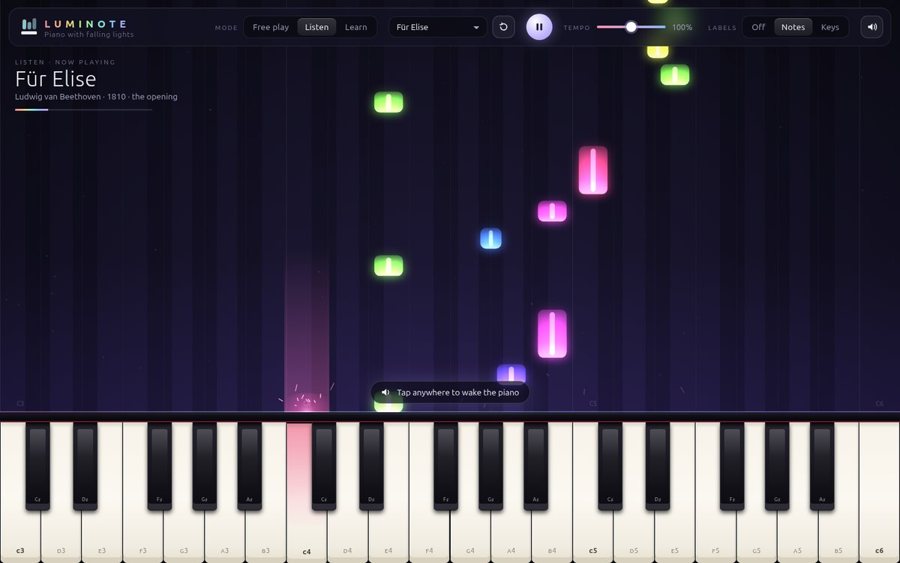 LUMINOTE
Piano with falling lights
MODE Free play Listen Learn Für Elise TEMPO 100% LABELS Off Notes Keys
LISTEN · NOW PLAYING
Für Elise
Ludwig van Beethoven · 1810 · the opening
Tap anywhere to wake the piano
C3 C5 C6
C♯ D♯ F♯ G♯ A♯ C♯ D♯ F♯ G♯ A♯ C♯ D♯ F♯ G♯ A♯
C3 D3 E3 F3 G3 A3 B3 C4 D4 E4 F4 G4 A4 B4 C5 D5 E5 F5 G5 A5 B5 C6